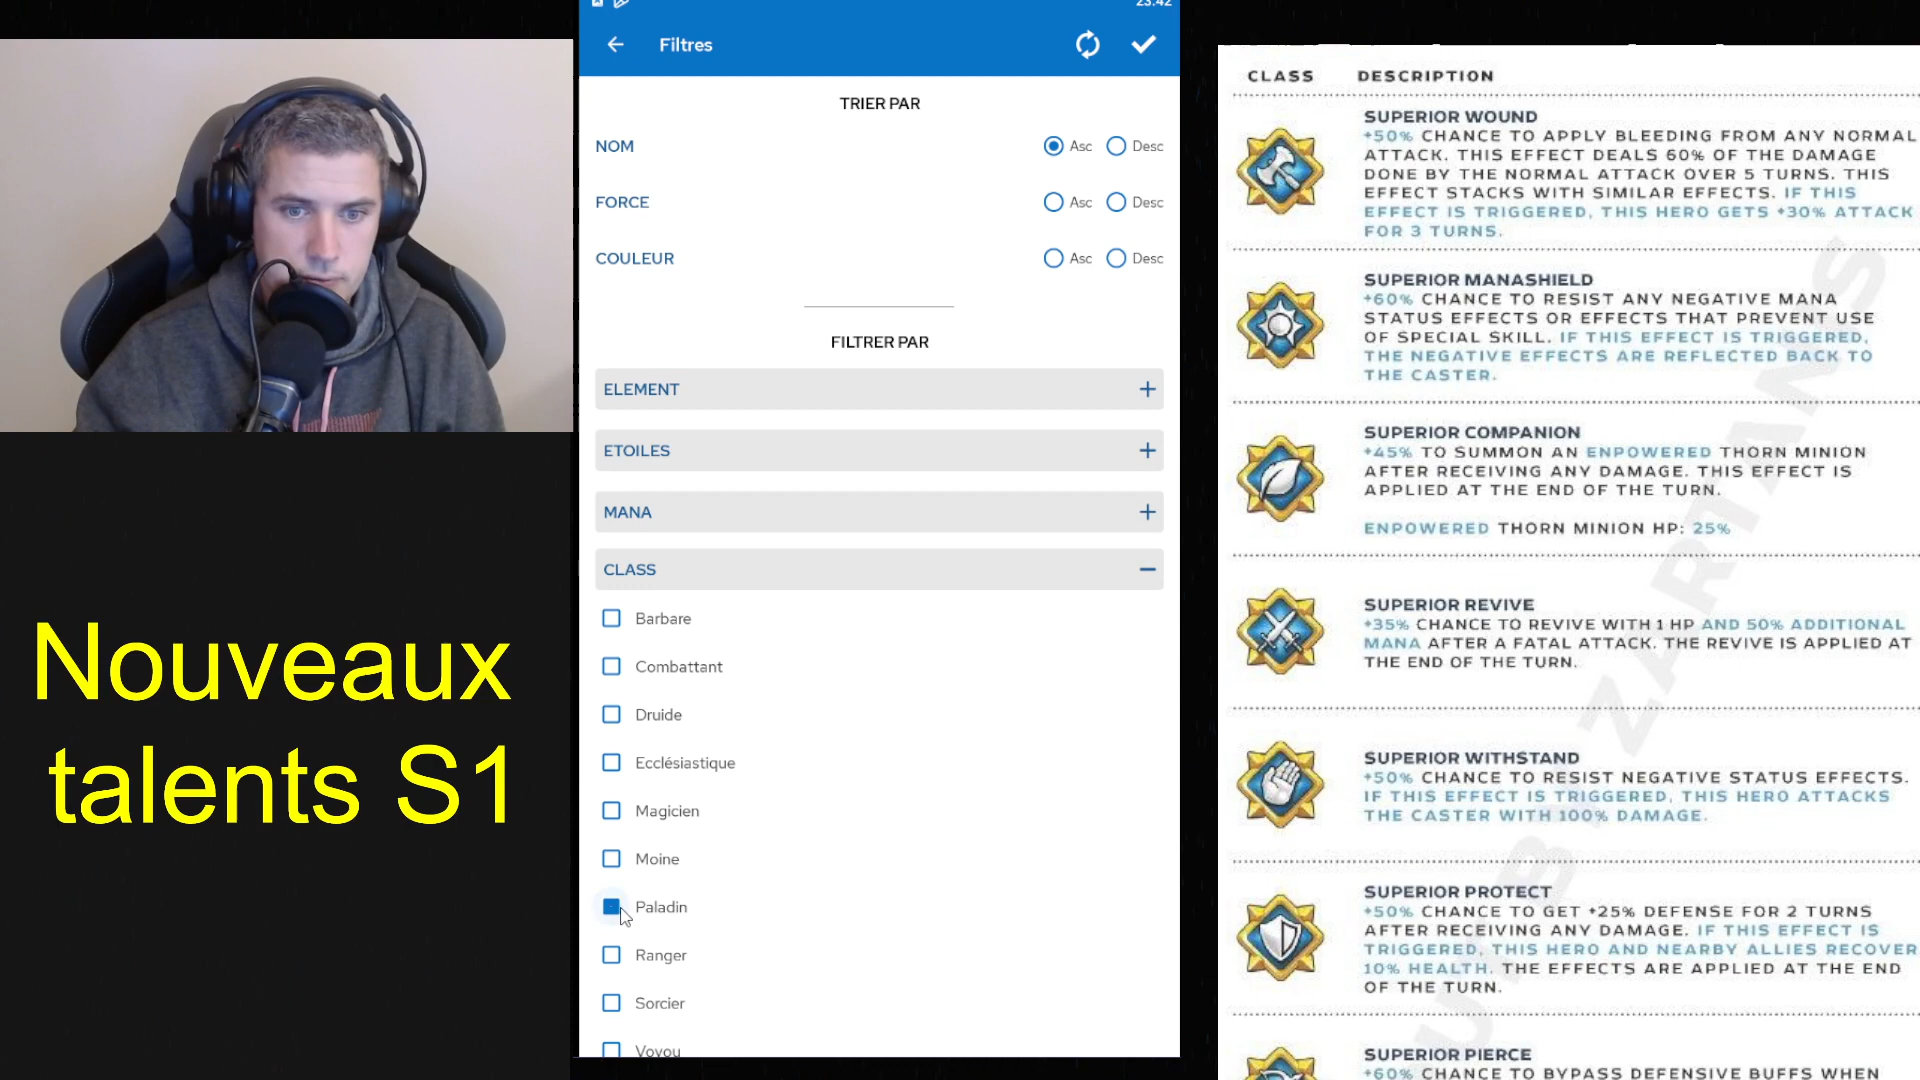 23:42
Filtres
TRIER PAR
NOM
Asc
Desc
FORCE
Asc
Desc
COULEUR
Asc
Desc
FILTRER PAR
ELEMENT
ETOILES
MANA
CLASS
Barbare
Combattant
Druide
Ecclésiastique
Magicien
Moine
Paladin
Ranger
Sorcier
Voyou
Nouveaux
talents S1
CLASS DESCRIPTION
SUPERIOR WOUND
+50% CHANCE TO APPLY BLEEDING FROM ANY NORMAL
ATTACK. THIS EFFECT DEALS 60% OF THE DAMAGE
DONE BY THE NORMAL ATTACK OVER 5 TURNS. THIS
EFFECT STACKS WITH SIMILAR EFFECTS. IF THIS
EFFECT IS TRIGGERED, THIS HERO GETS +30% ATTACK
FOR 3 TURNS.
SUPERIOR MANASHIELD
+60% CHANCE TO RESIST ANY NEGATIVE MANA
STATUS EFFECTS OR EFFECTS THAT PREVENT USE
OF SPECIAL SKILL. IF THIS EFFECT IS TRIGGERED,
THE NEGATIVE EFFECTS ARE REFLECTED BACK TO
THE CASTER.
SUPERIOR COMPANION
+45% TO SUMMON AN ENPOWERED THORN MINION
AFTER RECEIVING ANY DAMAGE. THIS EFFECT IS
APPLIED AT THE END OF THE TURN.
ENPOWERED THORN MINION HP: 25%
SUPERIOR REVIVE
+35% CHANCE TO REVIVE WITH 1 HP AND 50% ADDITIONAL
MANA AFTER A FATAL ATTACK. THE REVIVE IS APPLIED AT
THE END OF THE TURN.
SUPERIOR WITHSTAND
+50% CHANCE TO RESIST NEGATIVE STATUS EFFECTS.
IF THIS EFFECT IS TRIGGERED, THIS HERO ATTACKS
THE CASTER WITH 100% DAMAGE.
SUPERIOR PROTECT
+50% CHANCE TO GET +25% DEFENSE FOR 2 TURNS
AFTER RECEIVING ANY DAMAGE. IF THIS EFFECT IS
TRIGGERED, THIS HERO AND NEARBY ALLIES RECOVER
10% HEALTH. THE EFFECTS ARE APPLIED AT THE END
OF THE TURN.
SUPERIOR PIERCE
+60% CHANCE TO BYPASS DEFENSIVE BUFFS WHEN